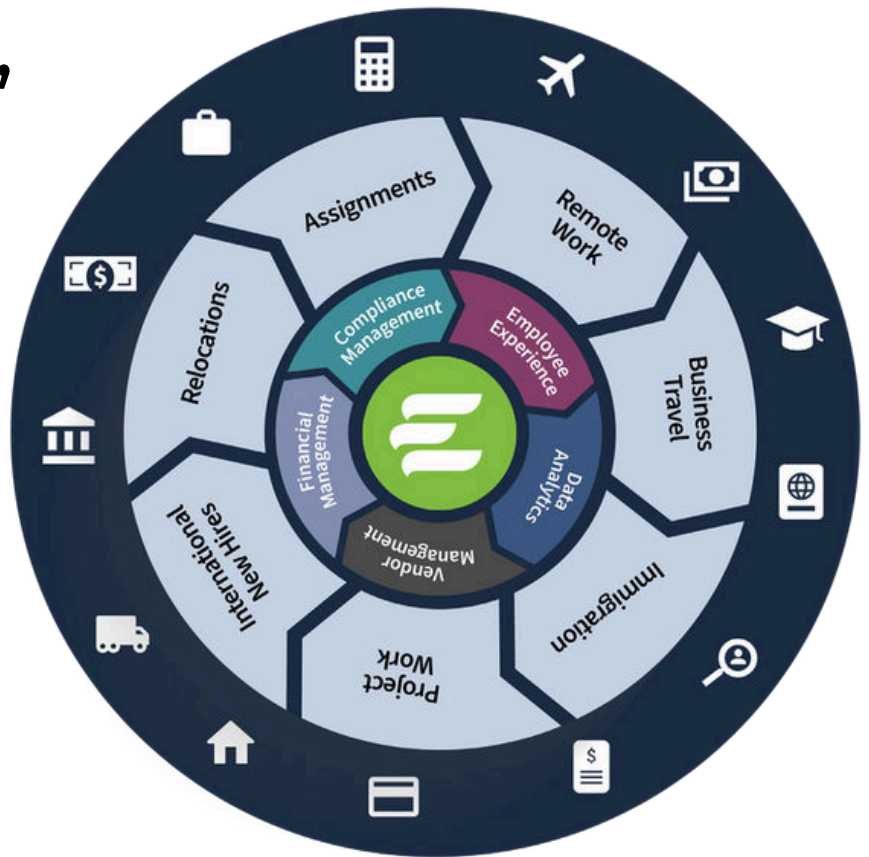 n
Assignments
Remote
Work
Business
Travel
Immigration
Project
Work
International
New Hires
Relocations
Compliance
Management
Employee
Experience
Data
Analytics
Vendor
Management
Financial
Management
E
$
$